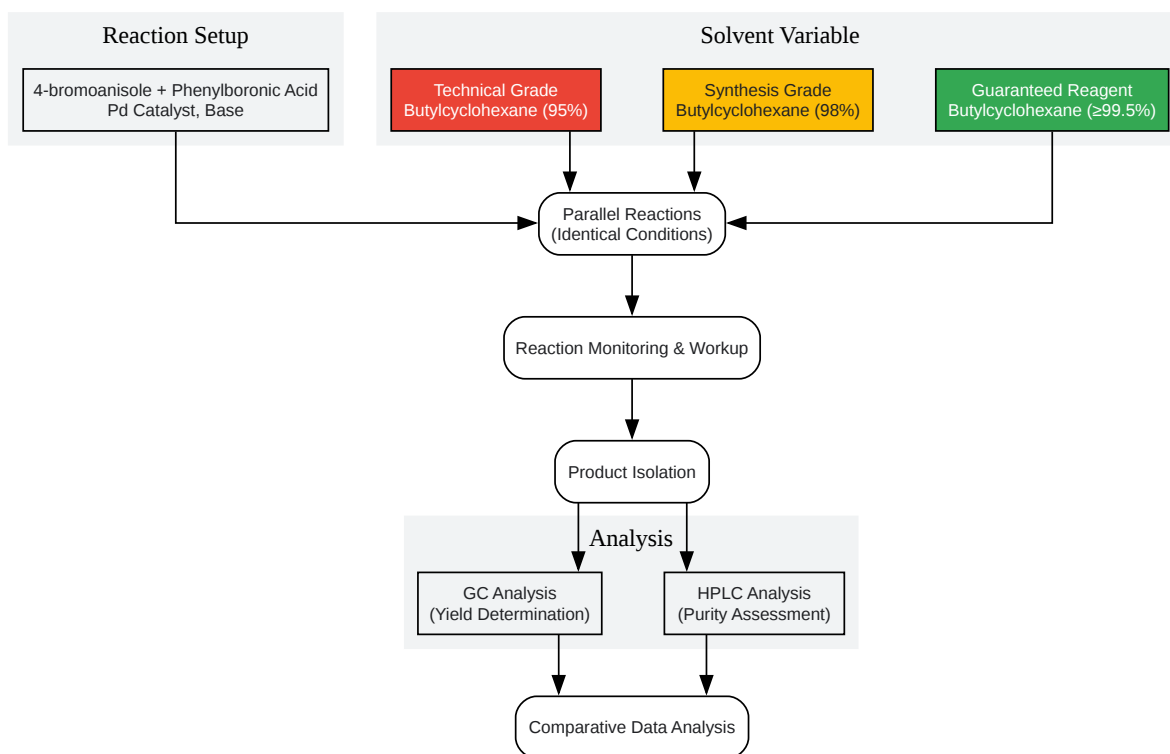 Reaction Setup
Solvent Variable
4-bromoanisole + Phenylboronic Acid
Pd Catalyst, Base
Technical Grade
Butylcyclohexane (95%)
Synthesis Grade
Butylcyclohexane (98%)
Guaranteed Reagent
Butylcyclohexane (≥99.5%)
Parallel Reactions
(Identical Conditions)
Reaction Monitoring & Workup
Product Isolation
Analysis
GC Analysis
(Yield Determination)
HPLC Analysis
(Purity Assessment)
Comparative Data Analysis